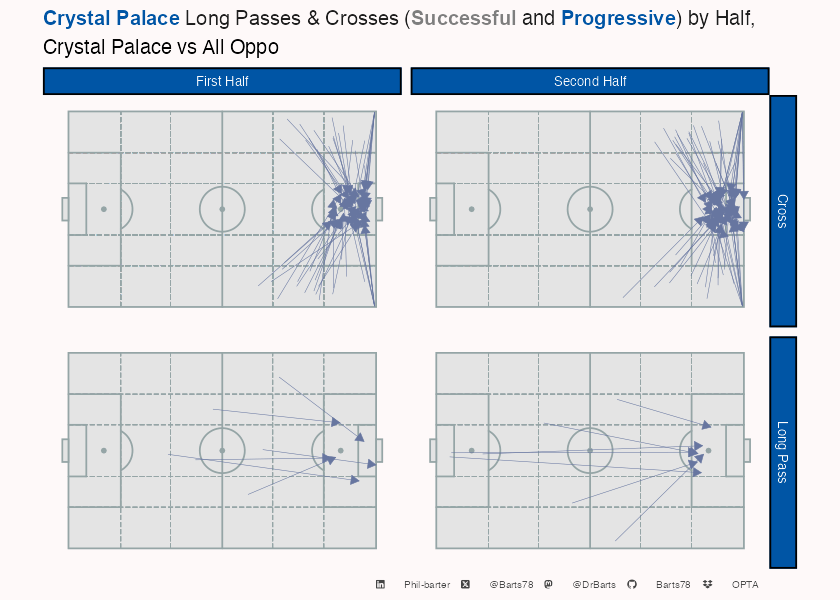 Crystal Palace Long Passes & Crosses (Successful and Progressive) by Half,
Crystal Palace vs All Oppo
First Half
Second Half
Cross
Long Pass
Phil-barter @Barts78 @DrBarts Barts78 OPTA